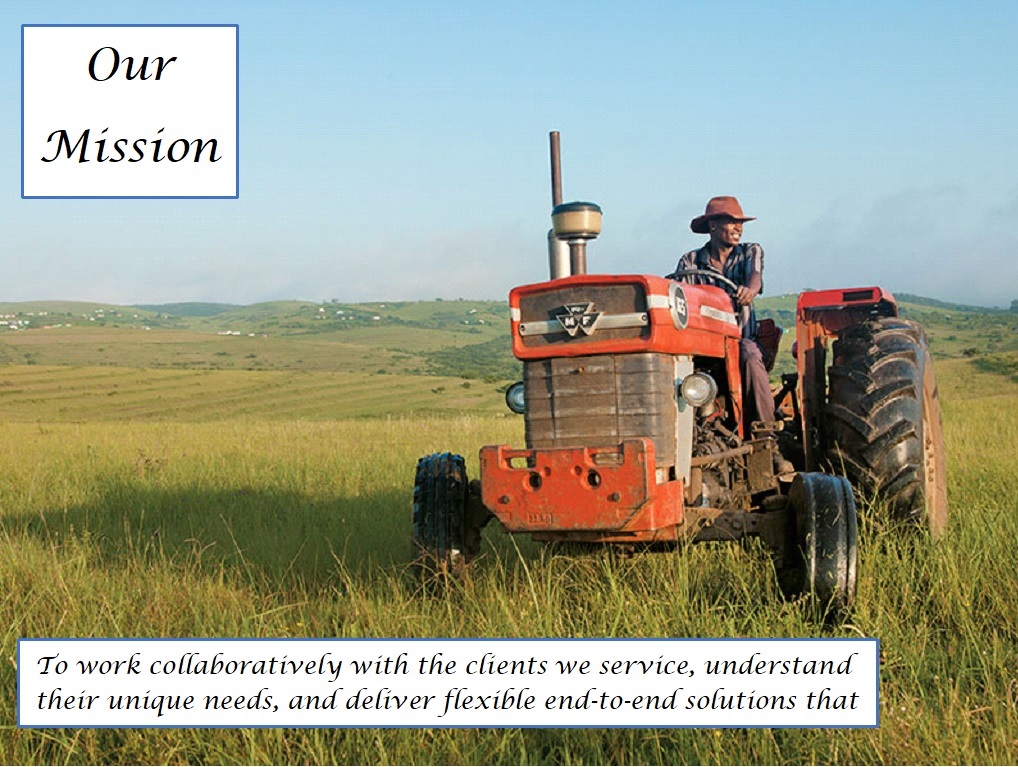 Our
Mission
MF
To work collaboratively with the clients we service, understand
their unique needs, and deliver flexible end-to-end solutions that